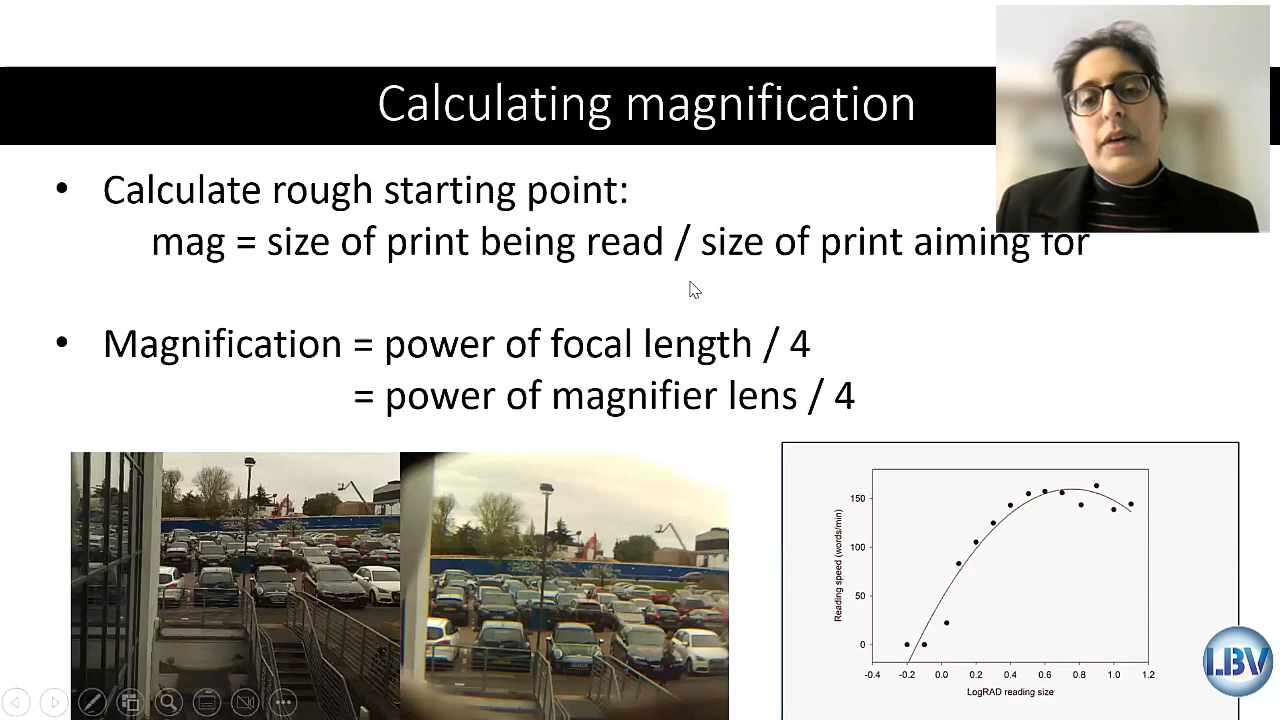 Calculating magnification
• Calculate rough starting point:
mag = size of print being read / size of print aiming for
• Magnification = power of focal length / 4
= power of magnifier lens / 4
150
100
50
0
Reading speed (words/min)
-0.4 -0.2 0.0 0.2 0.4 0.6 0.8 1.0 1.2
LogRAD reading size
LBV